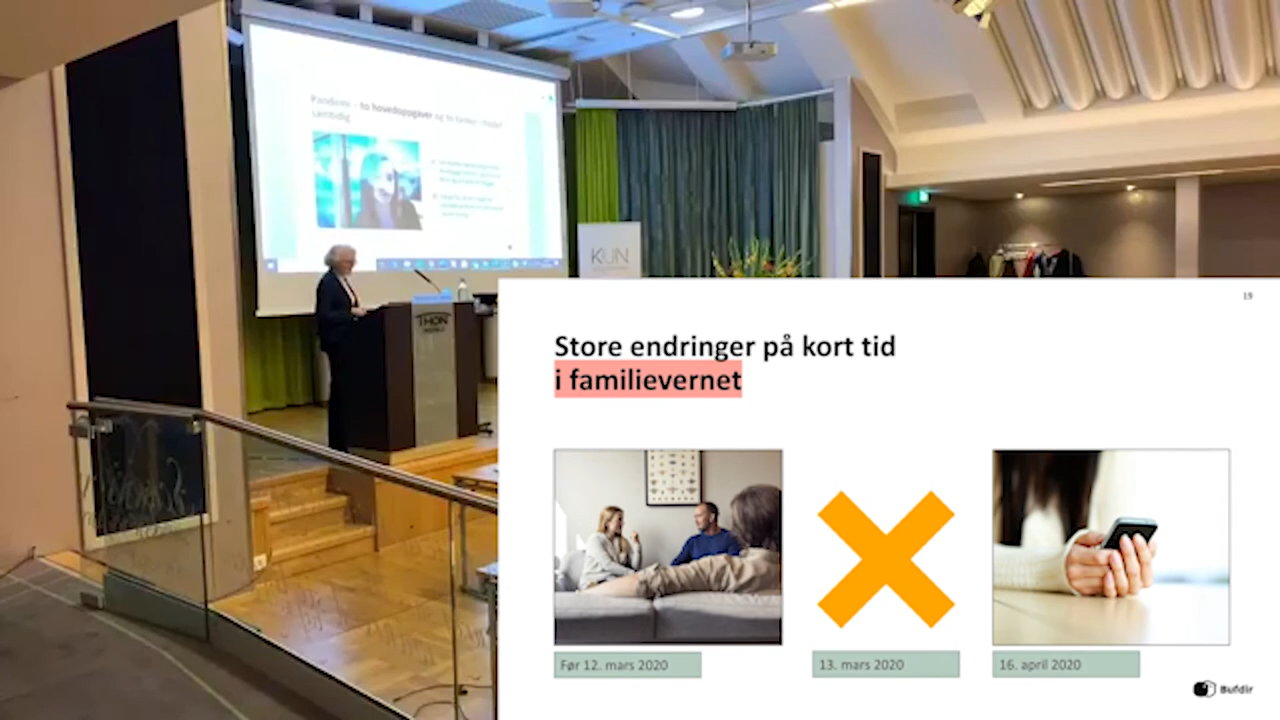 Pandemi – to hovedoppgaver og to tanker i hodet
samtidig
KUN
THON
HOTELS
19
Store endringer på kort tid
i familievernet
Før 12. mars 2020
13. mars 2020
16. april 2020
Bufdir